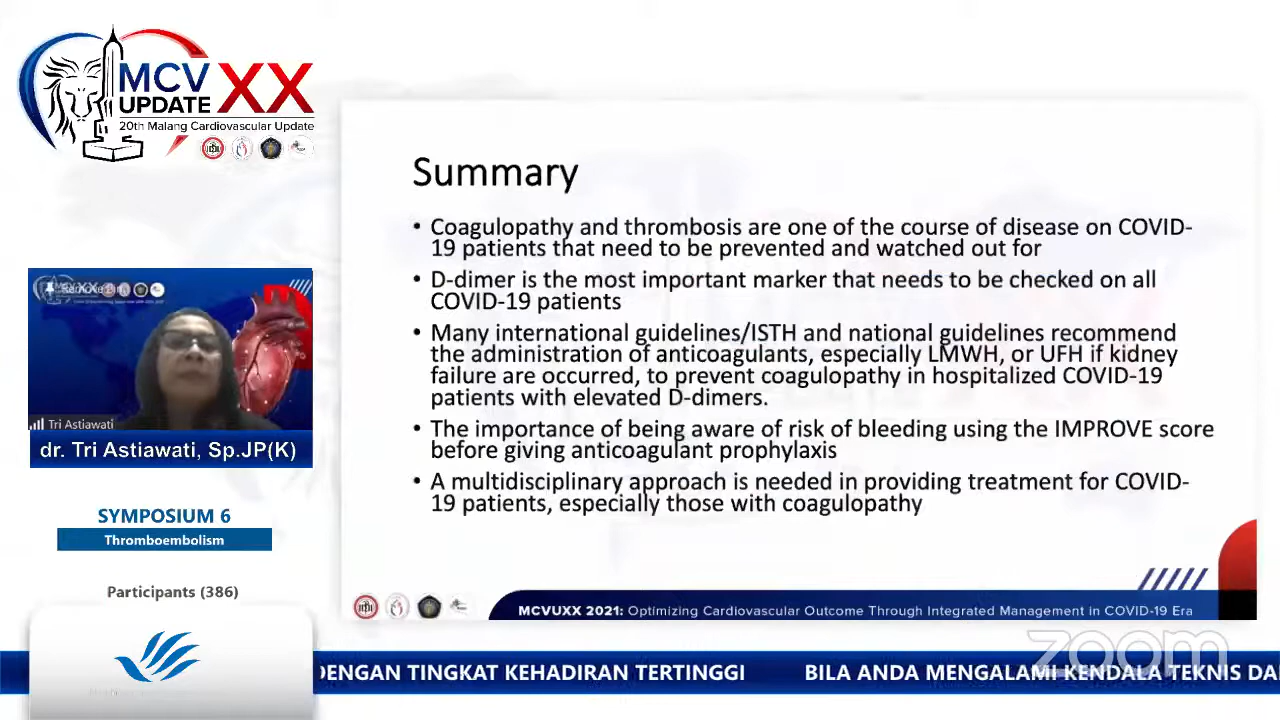 MCV XX
UPDATE
20th Malang Cardiovascular Update
Summary
• Coagulopathy and thrombosis are one of the course of disease on COVID-
19 patients that need to be prevented and watched out for
• D-dimer is the most important marker that needs to be checked on all
COVID-19 patients
• Many international guidelines/ISTH and national guidelines recommend
the administration of anticoagulants, especially LMWH, or UFH if kidney
failure are occurred, to prevent coagulopathy in hospitalized COVID-19
patients with elevated D-dimers.
• The importance of being aware of risk of bleeding using the IMPROVE score
before giving anticoagulant prophylaxis
• A multidisciplinary approach is needed in providing treatment for COVID-
19 patients, especially those with coagulopathy
Tri Astiawati
dr. Tri Astiawati, Sp.JP(K)
SYMPOSIUM 6
Thromboembolism
Participants (386)
MCVUXX 2021: Optimizing Cardiovascular Outcome Through Integrated Management in COVID-19 Era
zoom
DENGAN TINGKAT KEHADIRAN TERTINGGI BILA ANDA MENGALAMI KENDALA TEKNIS